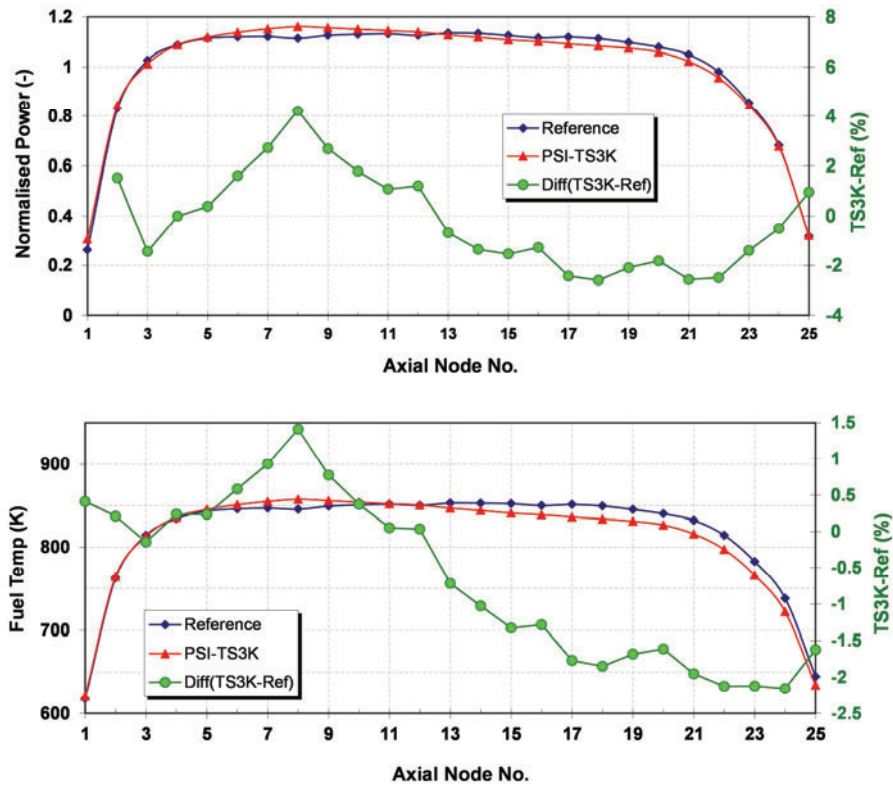 1.2
1
0.8
0.6
0.4
0.2
0
Normalised Power (-)
8
6
4
2
0
-2
-4
TS3K-Ref (%)
Reference
PSI-TS3K
Diff(TS3K-Ref)
1 3 5 7 9 11 13 15 17 19 21 23 25
Axial Node No.
900
800
700
600
Fuel Temp (K)
1.5
1
0.5
0
-0.5
-1
-1.5
-2
-2.5
TS3K-Ref (%)
Reference
PSI-TS3K
Diff(TS3K-Ref)
1 3 5 7 9 11 13 15 17 19 21 23 25
Axial Node No.